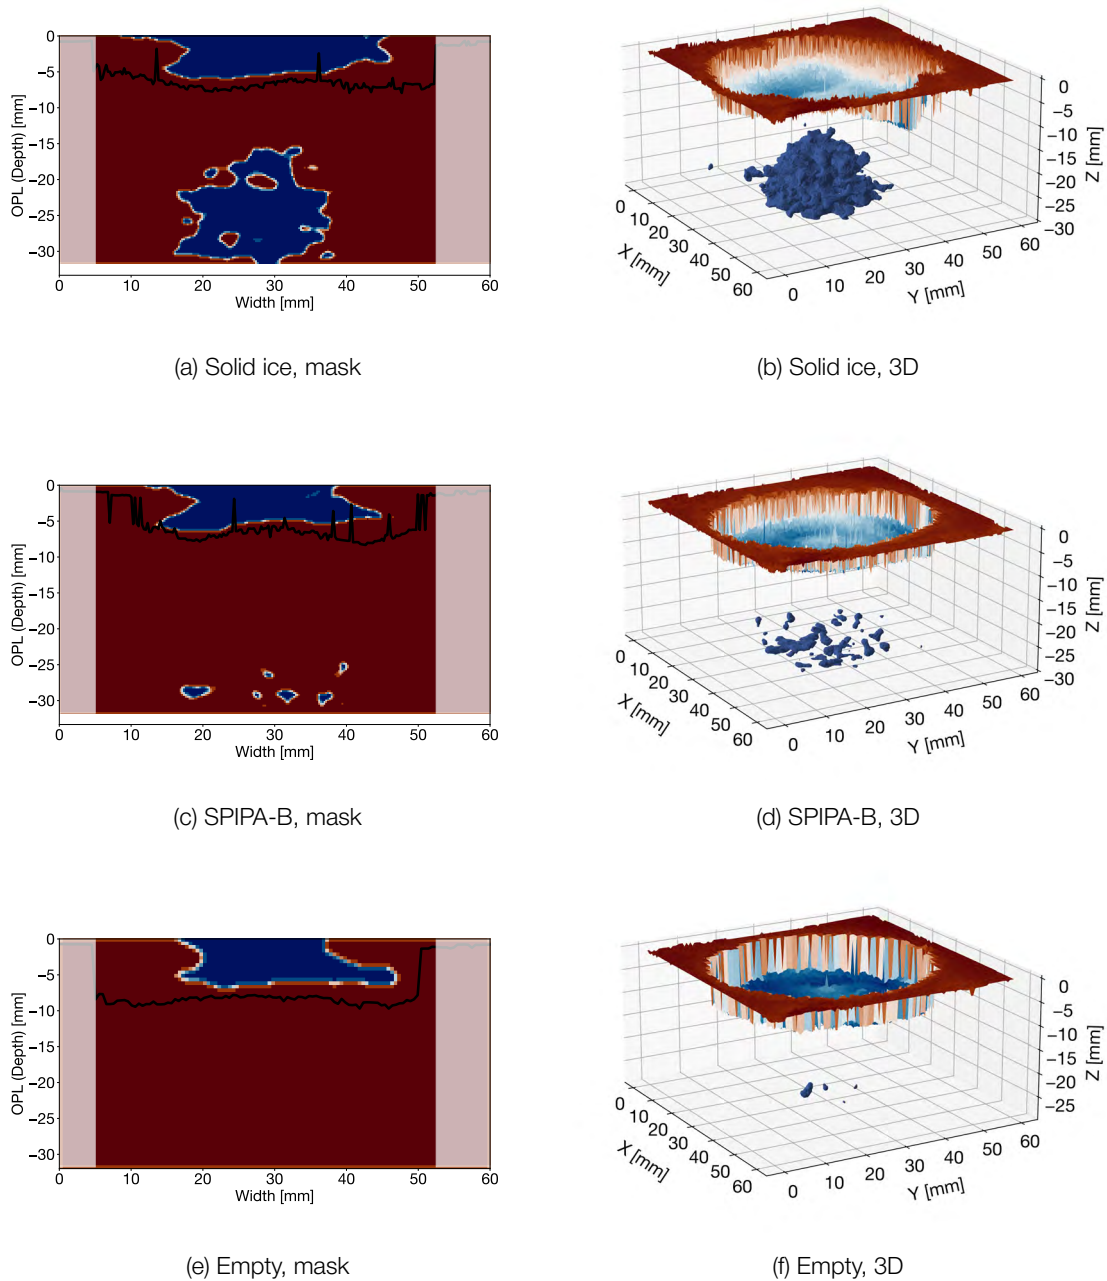 0
−5
−10
−15
−20
−25
−30
OPL (Depth) [mm]
0 10 20 30 40 50 60
Width [mm]
(a) Solid ice, mask
0
−5
−10
−15
−20
−25
−30
Z [mm]
0 10 20 30 40 50 60
X [mm]
0 10 20 30 40 50 60
Y [mm]
(b) Solid ice, 3D
0
−5
−10
−15
−20
−25
−30
OPL (Depth) [mm]
0 10 20 30 40 50 60
Width [mm]
(c) SPIPA-B, mask
0
−5
−10
−15
−20
−25
−30
Z [mm]
0 10 20 30 40 50 60
X [mm]
0 10 20 30 40 50 60
Y [mm]
(d) SPIPA-B, 3D
0
−5
−10
−15
−20
−25
−30
OPL (Depth) [mm]
0 10 20 30 40 50 60
Width [mm]
(e) Empty, mask
0
−5
−10
−15
−20
−25
Z [mm]
0 10 20 30 40 50 60
X [mm]
0 10 20 30 40 50 60
Y [mm]
(f) Empty, 3D